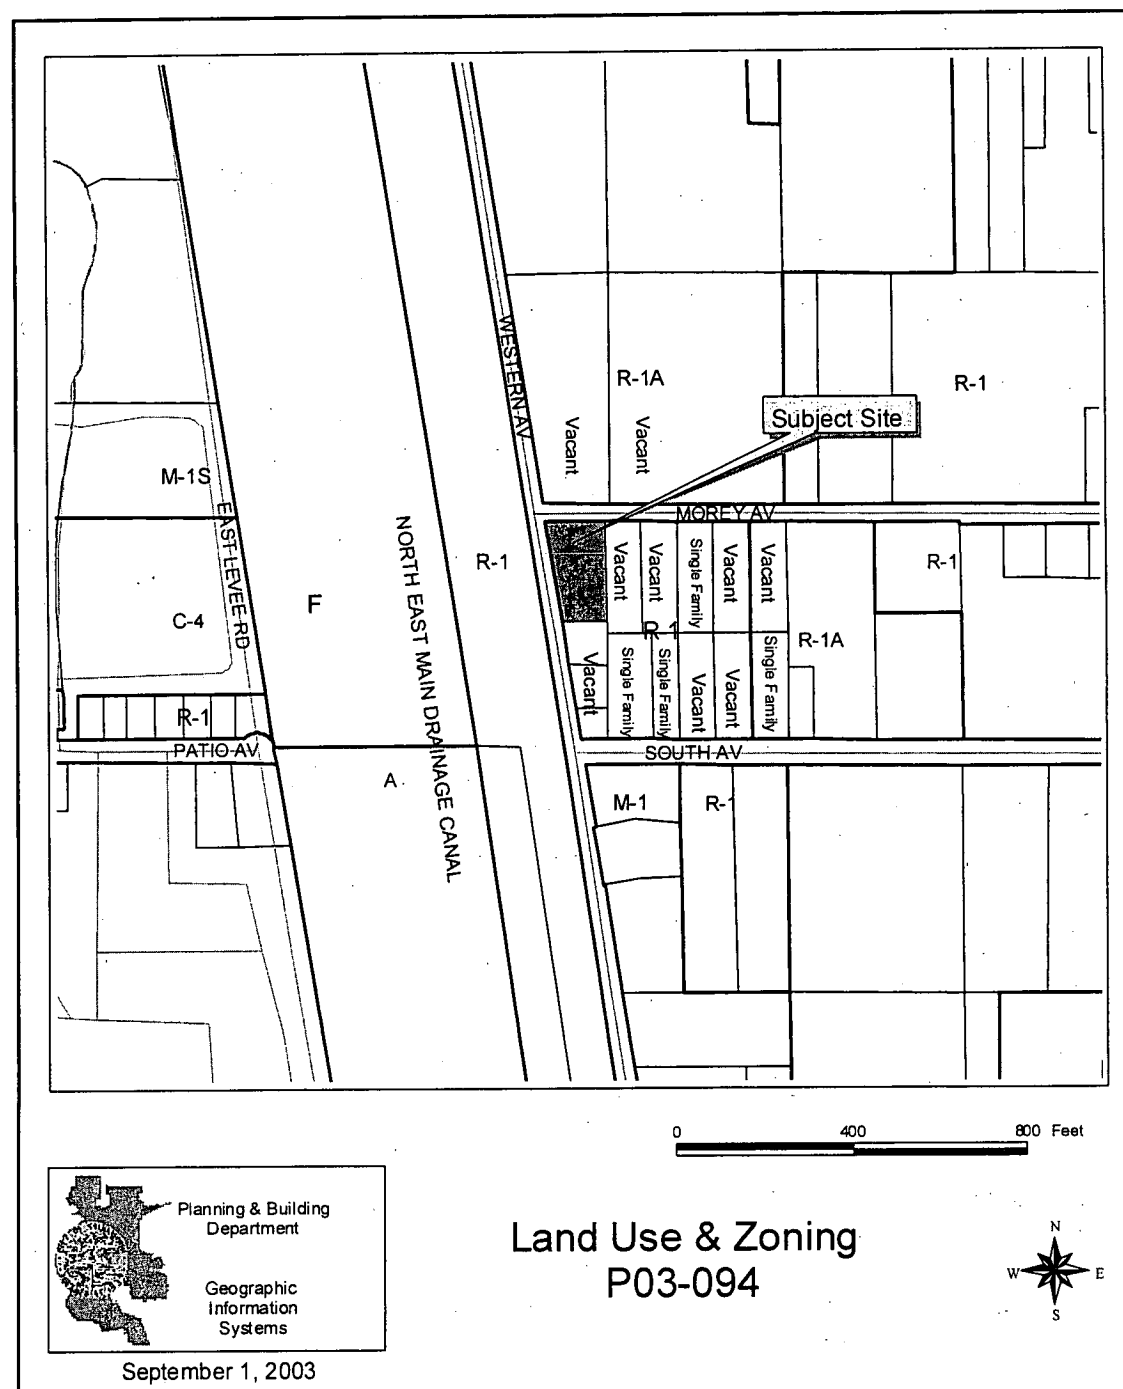 WESTERN AV
R-1A
R-1
Subject Site
Vacant
Vacant
M-1S
MOREY AV
EAST LEVEE RD
NORTH EAST MAIN DRAINAGE CANAL
R-1
F
C-4
Vacant
Vacant
Single Family
Vacant
Vacant
R-1
R-1
R-1A
Vacant
Single Family
Single Family
Vacant
Vacant
Single Family
R-1
PATIO AV
SOUTH AV
A
M-1
R-1
0 400 800 Feet
Planning & Building
Department
Geographic
Information
Systems
Land Use & Zoning
P03-094
N
W E
S
September 1, 2003